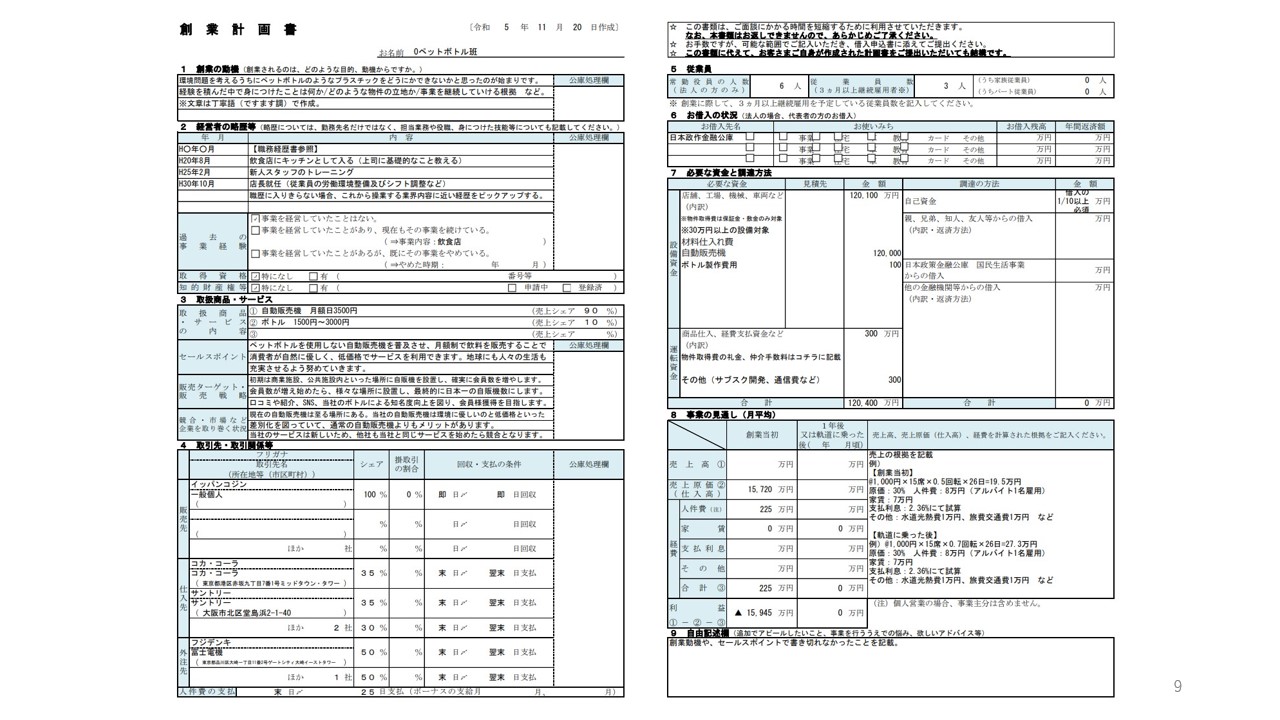 創 業 計 画 書
〔令和 5 年 11 月 20 日作成〕
お名前 0ペットボトル班
1 創業の動機（創業されるのは、どのような目的、動機からですか。）
環境問題を考えるうちにペットボトルのようなプラスチックをどうにかできないかと思ったのが始まりです。
公庫処理欄
経験を積んだ中で身につけたことは何か/どのような物件の立地か/事業を継続していける根拠 など。
※文章は丁寧語（ですます調）で作成。
2 経営者の略歴等（略歴については、勤務先名だけではなく、担当業務や役職、身につけた技能等についても記載してください。）
年 月 内 容 公庫処理欄
H〇年〇月 【職務経歴書参照】
H20年8月 飲食店にキッチンとして入る（上司に基礎的なこと教える）
H25年2月 新人スタッフのトレーニング
H30年10月 店長就任（従業員の労働環境整備及びシフト調整など）
職歴に入りきらない場合、これから操業する業界内容に近い経歴をピックアップする。
過去の事業経験
☑事業を経営していたことはない。
□事業を経営していたことがあり、現在もその事業を続けている。
（⇒事業内容：飲食店 ）
□事業を経営していたことがあるが、既にその事業をやめている。
（⇒やめた時期： 年 月）
取得資格 ☑特になし □有（ 番号等 ）
知的財産権等 ☑特になし □有（ □申請中 □登録済 ）
3 取扱商品・サービス
取扱商品・サービスの内容
① 自動販売機 月額日3500円 （売上シェア 90 %）
② ボトル 1500円～3000円 （売上シェア 10 %）
③ （売上シェア %）
セールスポイント
ペットボトルを使用しない自動販売機を普及させ、月額制で飲料を販売することで
公庫処理欄
消費者が自然に優しく、低価格でサービスを利用できます。地球にも人々の生活も
充実させるよう努めていきます。
販売ターゲット・販売戦略
初期は商業施設、公共施設内といった場所に自販機を設置し、確実に会員数を増やします。
会員数が増え始めたら、様々な場所に設置し、最終的に日本一の自販機数にします。
口コミや紹介、SNS、当社のボトルによる知名度向上を図り、会員様獲得を目指します。
競合・市場など企業を取り巻く状況
現在の自動販売機は至る場所にある。当社の自動販売機は環境に優しいのと低価格といった
差別化を図っていて、通常の自動販売機よりもメリットがあります。
当社のサービスは新しいため、他社も当社と同じサービスを始めたら競合となります。
4 取引先・取引関係等
フリガナ
取引先名
（所在地等（市区町村））
シェア 掛取引の割合 回収・支払の条件 公庫処理欄
販売先
イッパンコジン
一般個人 100 % 0 % 即 日〆 即 日回収
（ ）
% % 日〆 日回収
（ ）
ほか 社 % % 日〆 日回収
仕入先
コカ・コーラ
コカ・コーラ 35 % % 末 日〆 翌末 日支払
（ 東京都港区赤坂九丁目7番1号ミッドタウン・タワー ）
サントリー
サントリー 35 % % 末 日〆 翌末 日支払
（ 大阪市北区堂島浜2-1-40 ）
ほか 2 社 30 % % 末 日〆 翌末 日支払
外注先
フジデンキ
富士電機 50 % % 末 日〆 翌末 日支払
（ 東京都品川区大崎一丁目11番2号ゲートシティ大崎イーストタワー ）
ほか 1 社 50 % % 末 日〆 翌末 日支払
人件費の支払 末 日〆 25日支払（ボーナスの支給月 月、 月）
☆ この書類は、ご面談にかかる時間を短縮するために利用させていただきます。
なお、本書類はお返しできませんので、あらかじめご了承ください。
☆ お手数ですが、可能な範囲でご記入いただき、借入申込書に添えてご提出ください。
☆ この書類に代えて、お客さまご自身が作成された計画書をご提出いただいても結構です。
5 従業員
常勤役員の人数（法人の方のみ） 6 人
従業員数（3ヵ月以上継続雇用者※） 3 人
（うち家族従業員） 0 人
（うちパート従業員） 0 人
※ 創業に際して、3ヵ月以上継続雇用を予定している従業員数を記入してください。
6 お借入の状況（法人の場合、代表者の方のお借入）
お借入先名 お使いみち お借入残高 年間返済額
日本政作金融公庫 □事業 □住宅 □教育 カード その他 万円 万円
□事業 □住宅 □教育 カード その他 万円 万円
□事業 □住宅 □教育 カード その他 万円 万円
7 必要な資金と調達方法
必要な資金 見積先 金 額 調達の方法 金 額
設備資金
店舗、工場、機械、車両など 120,100 万円
（内訳）
※物件取得費は保証金・敷金のみ対象
※30万円以上の設備対象
材料仕入れ費
自動販売機 120,000
ボトル製作費用 100
自己資金 借入の1/10以上必須 万円
親、兄弟、知人、友人等からの借入 万円
（内訳・返済方法）
日本政策金融公庫 国民生活事業からの借入 万円
他の金融機関等からの借入 万円
（内訳・返済方法）
運転資金
商品仕入、経費支払資金など 300 万円
（内訳）
物件取得費の礼金、仲介手数料はコチラに記載
その他（サブスク開発、通信費など） 300
合 計 120,400 万円 合 計 0 万円
8 事業の見通し（月平均）
創業当初
1年後又は軌道に乗った後（ 年 月頃）
売上高、売上原価（仕入高）、経費を計算された根拠をご記入ください。
売上高① 万円 万円
売上原価②（仕入高） 15,720 万円 万円
経費
人件費（注） 225 万円 万円
家賃 0 万円 0 万円
支払利息 万円 万円
その他 万円 万円
合計③ 225 万円 0 万円
利益①－②－③ ▲ 15,945 万円 0 万円
売上の根拠を記載
例）
【創業当初】
@1,000円×15席×0.5回転×26日=19.5万円
原価：30% 人件費：8万円（アルバイト1名雇用）
家賃：7万円
支払利息：2.36%にて試算
その他：水道光熱費1万円、旅費交通費1万円 など
【軌道に乗った後】
例）@1,000円×15席×0.7回転×26日=27.3万円
原価：30% 人件費：8万円（アルバイト1名雇用）
家賃：7万円
支払利息：2.36%にて試算
その他：水道光熱費1万円、旅費交通費1万円 など
（注）個人営業の場合、事業主分は含めません。
9 自由記述欄（追加でアピールしたいこと、事業を行ううえでの悩み、欲しいアドバイス等）
創業動機や、セールスポイントで書き切れなかったことを記載。
9